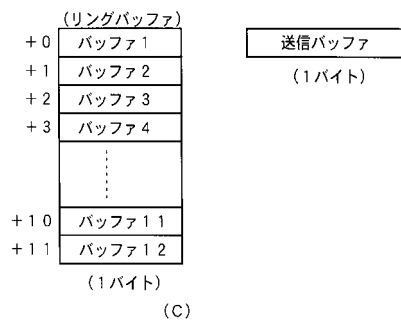 (リングバッファ)
+0 バッファ1
+1 バッファ2
+2 バッファ3
+3 バッファ4
+10 バッファ11
+11 バッファ12
(1バイト)
送信バッファ
(1バイト)
(C)